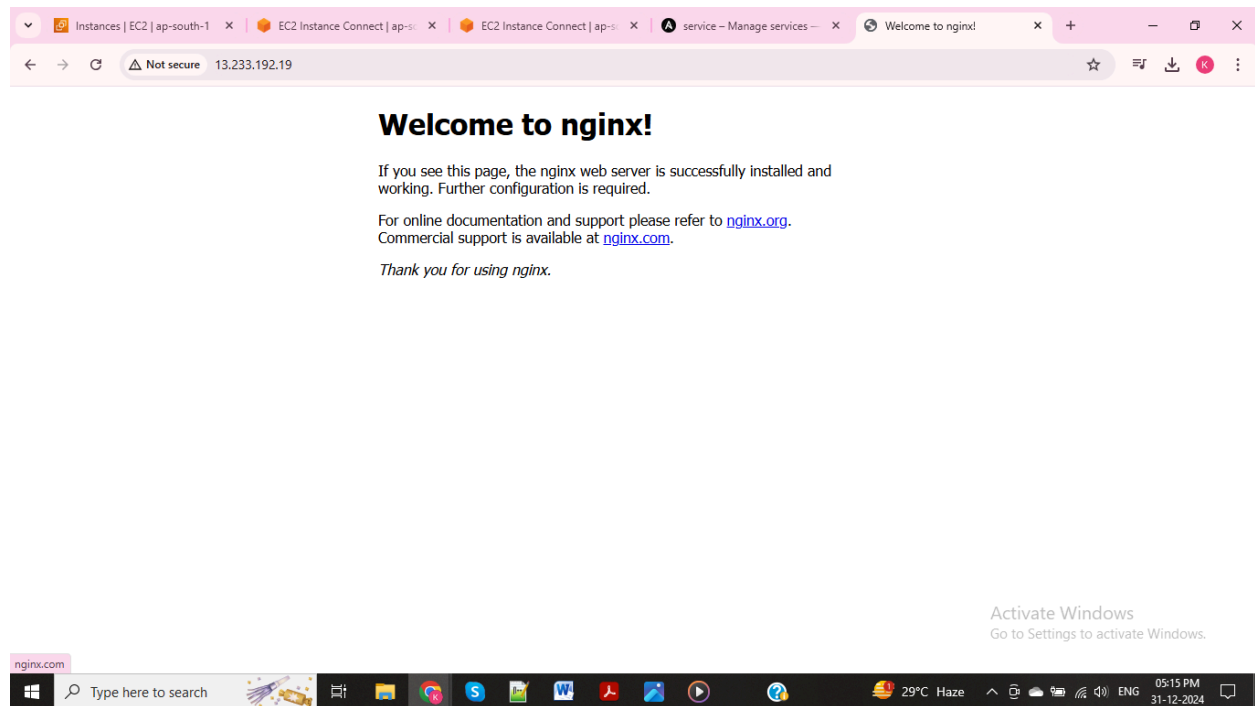 Instances | EC2 | ap-south-1
EC2 Instance Connect | ap-s
EC2 Instance Connect | ap-s
service – Manage services —
Welcome to nginx!
Not secure
13.233.192.19
K
Welcome to nginx!
If you see this page, the nginx web server is successfully installed and
working. Further configuration is required.
For online documentation and support please refer to nginx.org.
Commercial support is available at nginx.com.
Thank you for using nginx.
Activate Windows
Go to Settings to activate Windows.
nginx.com
Type here to search
29°C Haze
ENG
05:15 PM
31-12-2024